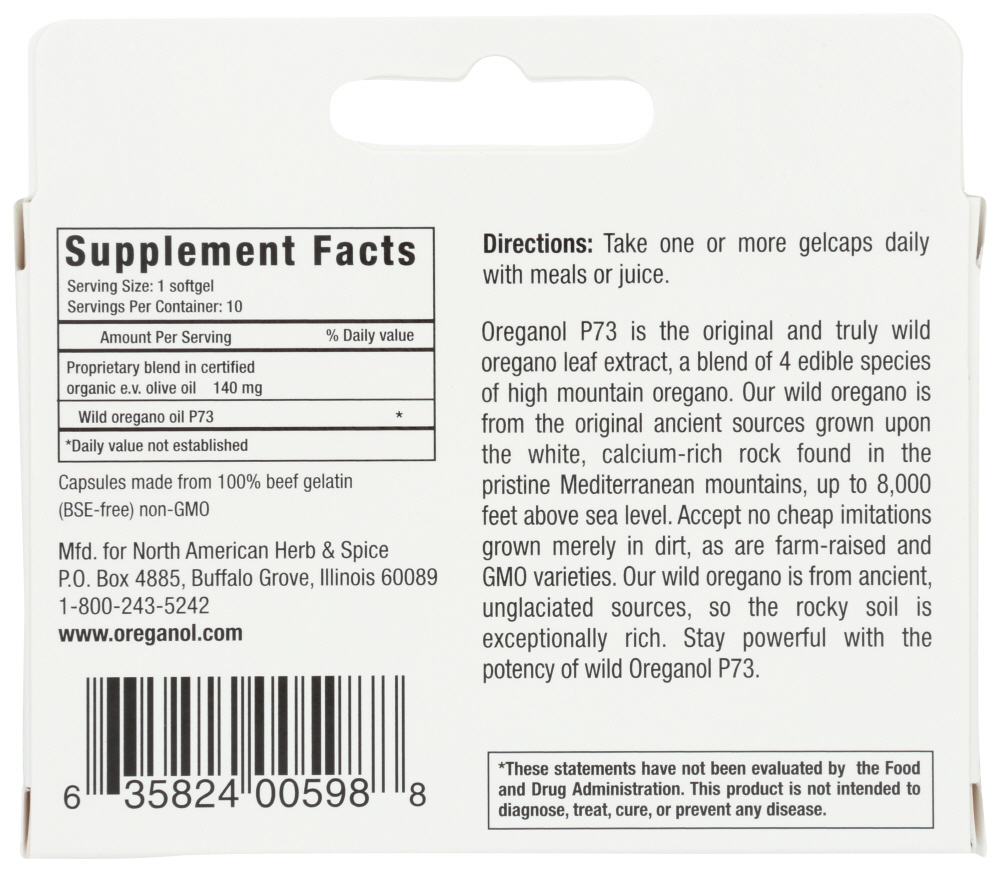 Supplement Facts
Serving Size: 1 softgel
Servings Per Container: 10
Amount Per Serving % Daily value
Proprietary blend in certified
organic e.v. olive oil 140 mg
Wild oregano oil P73 *
*Daily value not established
Capsules made from 100% beef gelatin
(BSE-free) non-GMO
Mfd. for North American Herb & Spice
P.O. Box 4885, Buffalo Grove, Illinois 60089
1-800-243-5242
www.oreganol.com
6 35824 00598 8
Directions: Take one or more gelcaps daily
with meals or juice.
Oreganol P73 is the original and truly wild
oregano leaf extract, a blend of 4 edible species
of high mountain oregano. Our wild oregano is
from the original ancient sources grown upon
the white, calcium-rich rock found in the
pristine Mediterranean mountains, up to 8,000
feet above sea level. Accept no cheap imitations
grown merely in dirt, as are farm-raised and
GMO varieties. Our wild oregano is from ancient,
unglaciated sources, so the rocky soil is
exceptionally rich. Stay powerful with the
potency of wild Oreganol P73.
*These statements have not been evaluated by the Food
and Drug Administration. This product is not intended to
diagnose, treat, cure, or prevent any disease.